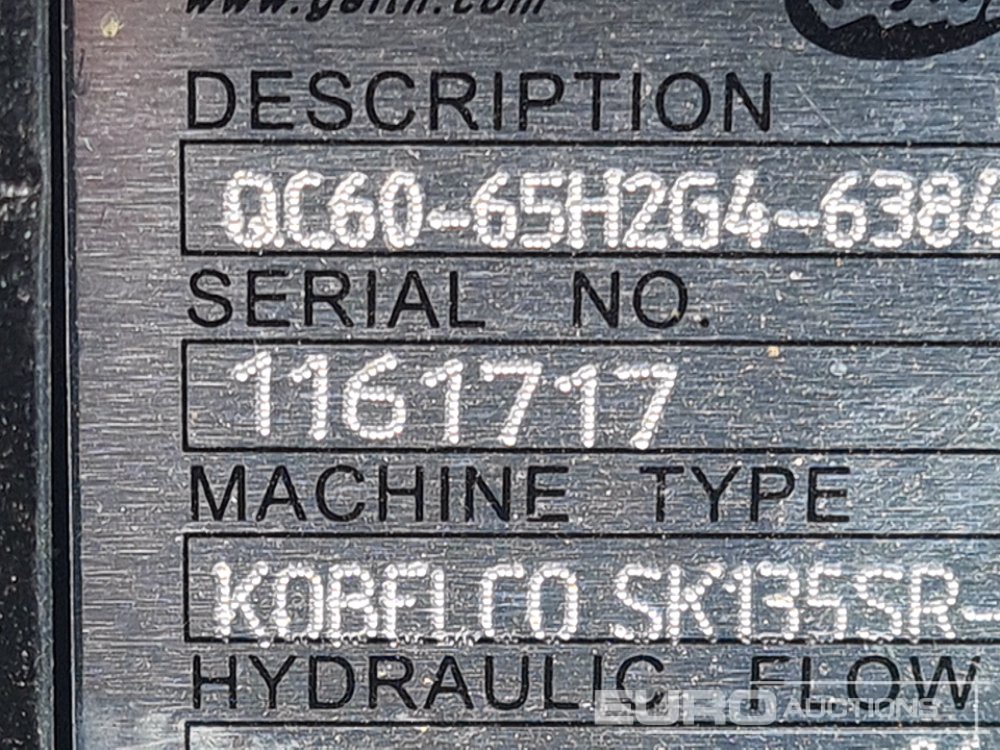 DESCRIPTION
QC60-65H2G4-6384
SERIAL NO.
1161717
MACHINE TYPE
KOBELCO SK135SR-
HYDRAULIC FLOW
EURO AUCTIONS